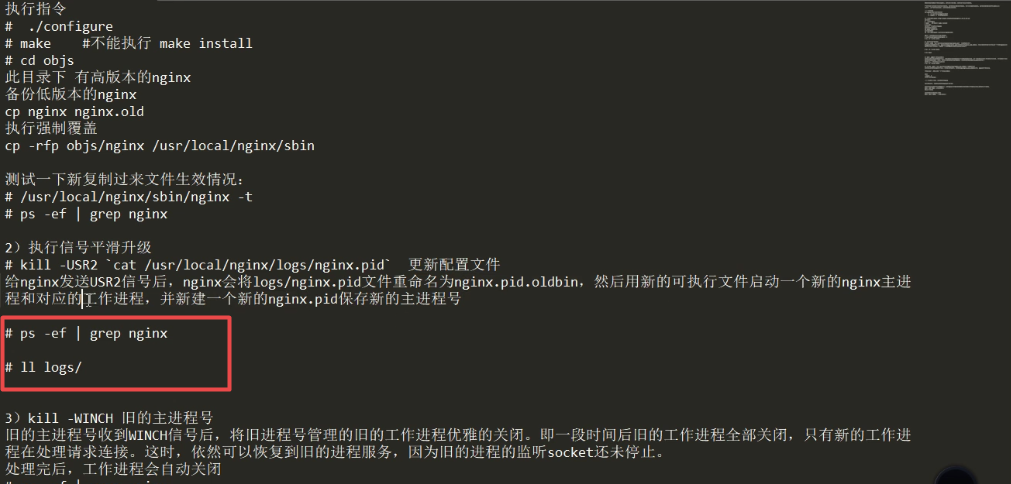 执行指令
#  ./configure
# make    #不能执行 make install
# cd objs
此目录下 有高版本的nginx
备份低版本的nginx
cp nginx nginx.old
执行强制覆盖
cp -rfp objs/nginx /usr/local/nginx/sbin
测试一下新复制过来文件生效情况：
# /usr/local/nginx/sbin/nginx -t
# ps -ef | grep nginx
2）执行信号平滑升级
# kill -USR2 `cat /usr/local/nginx/logs/nginx.pid`  更新配置文件
给nginx发送USR2信号后，nginx会将logs/nginx.pid文件重命名为nginx.pid.oldbin，然后用新的可执行文件启动一个新的nginx主进
程和对应的工作进程，并新建一个新的nginx.pid保存新的主进程号
# ps -ef | grep nginx
# ll logs/
3）kill -WINCH 旧的主进程号
旧的主进程号收到WINCH信号后，将旧进程号管理的旧的工作进程优雅的关闭。即一段时间后旧的工作进程全部关闭，只有新的工作进
程在处理请求连接。这时，依然可以恢复到旧的进程服务，因为旧的进程的监听socket还未停止。
处理完后，工作进程会自动关闭